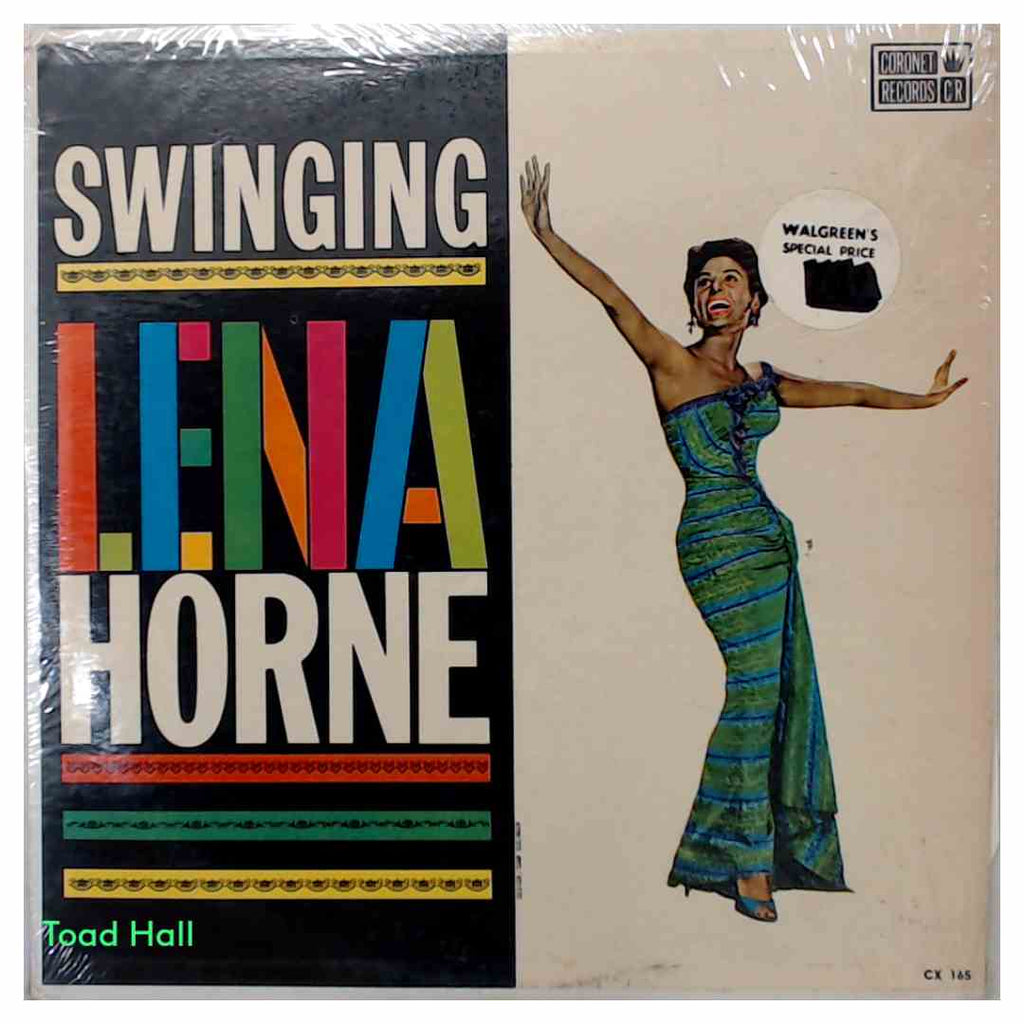 SWINGING
LENA
HORNE
CORONET
RECORDS CR
WALGREEN'S
SPECIAL PRICE
Toad Hall
CX 165